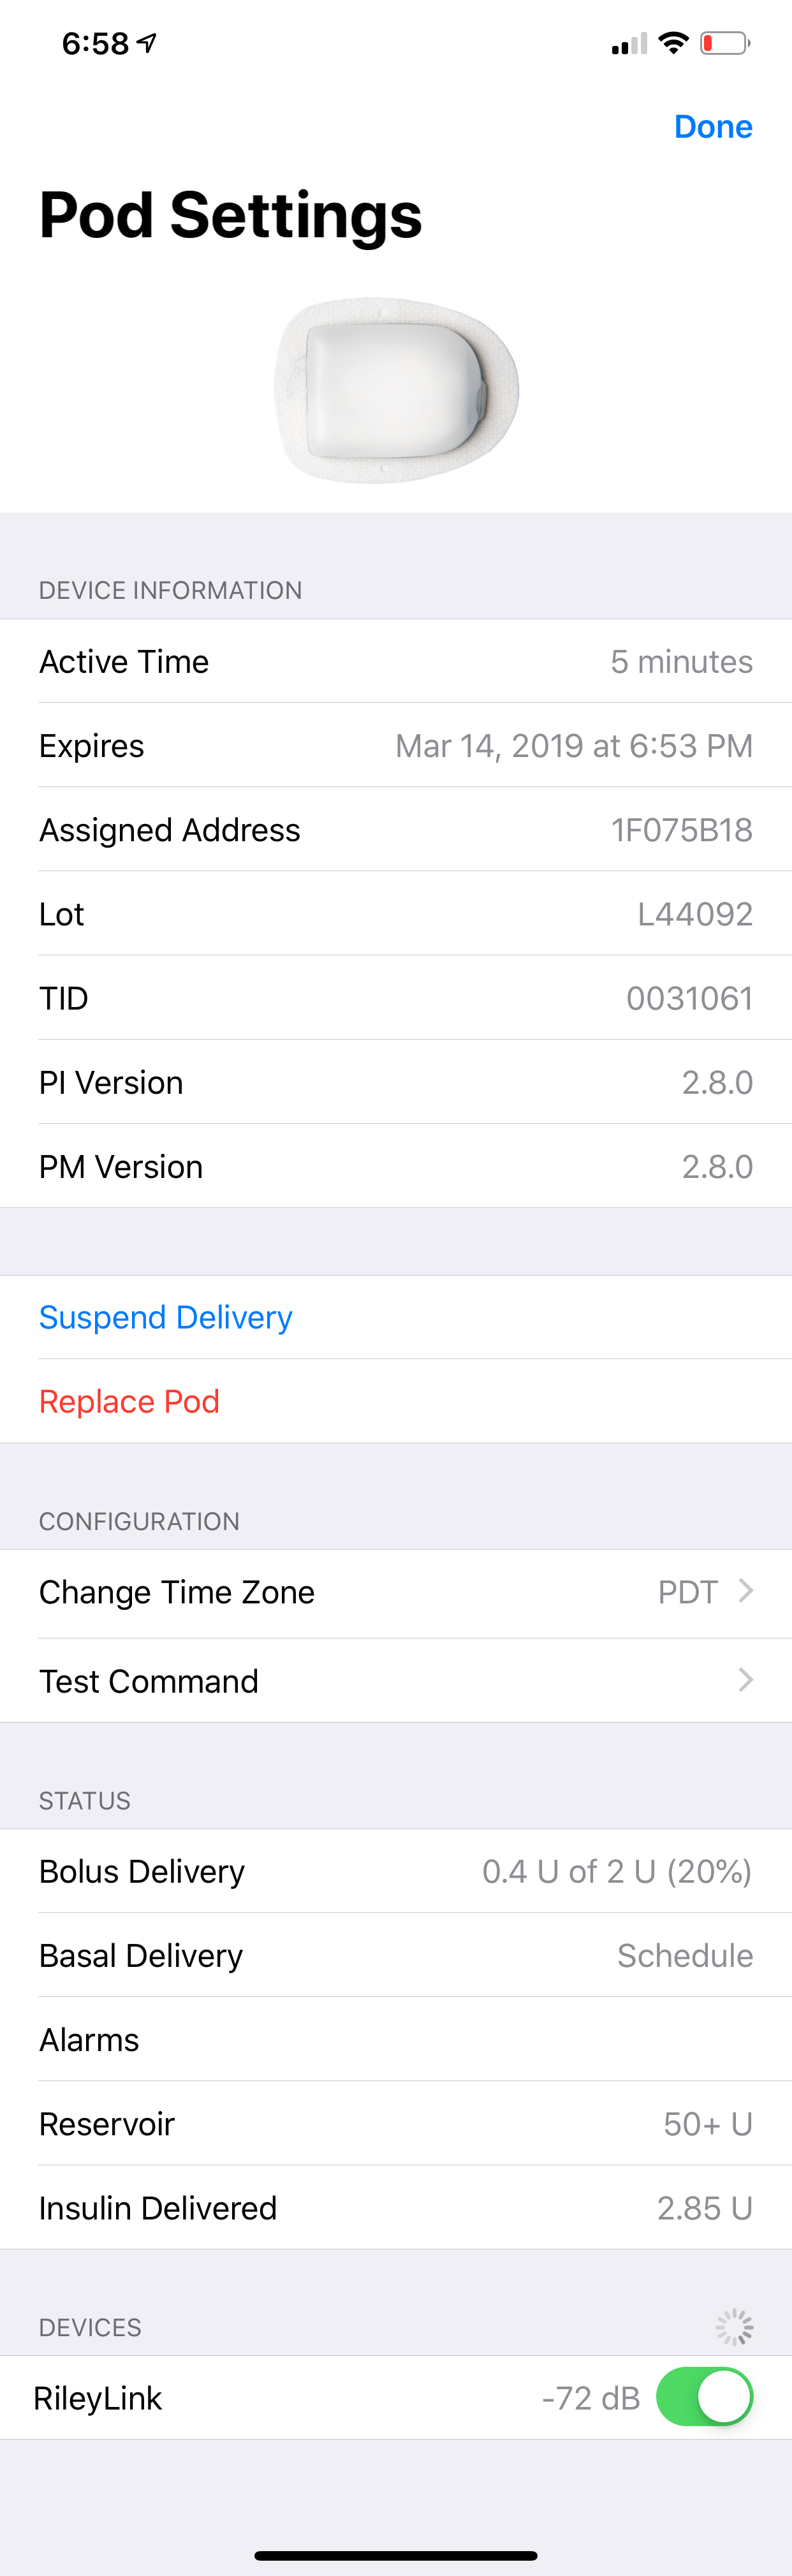 6:58
Done
Pod Settings
DEVICE INFORMATION
Active Time 5 minutes
Expires Mar 14, 2019 at 6:53 PM
Assigned Address 1F075B18
Lot L44092
TID 0031061
PI Version 2.8.0
PM Version 2.8.0
Suspend Delivery
Replace Pod
CONFIGURATION
Change Time Zone PDT
Test Command
STATUS
Bolus Delivery 0.4 U of 2 U (20%)
Basal Delivery Schedule
Alarms
Reservoir 50+ U
Insulin Delivered 2.85 U
DEVICES
RileyLink -72 dB